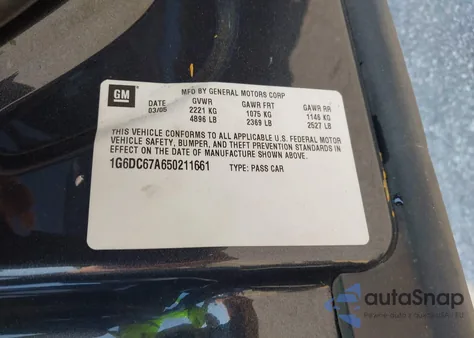 GM
MFD BY GENERAL MOTORS CORP
DATE GVWR GAWR FRT GAWR RR
03/05 2221 KG 1075 KG 1146 KG
4896 LB 2369 LB 2527 LB
THIS VEHICLE CONFORMS TO ALL APPLICABLE U.S. FEDERAL MOTOR
VEHICLE SAFETY, BUMPER, AND THEFT PREVENTION STANDARDS IN
EFFECT ON THE DATE OF MANUFACTURE SHOWN ABOVE.
1G6DC67A650211661 TYPE: PASS CAR
autoSnap